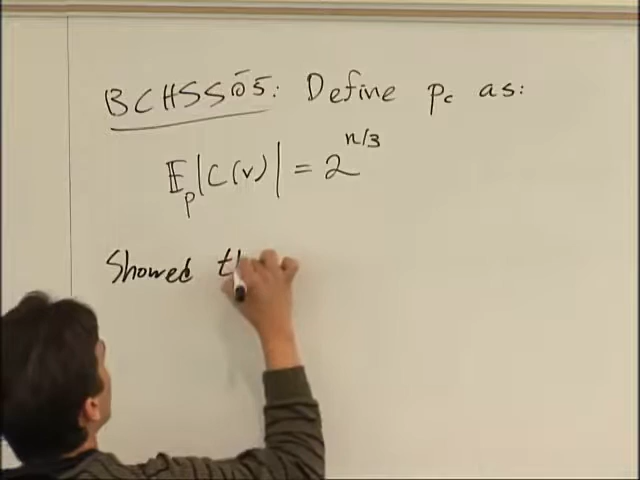 BCHSS05: Define p_c as:
𝔼_p|C(v)| = 2^{n/3}
Showed th